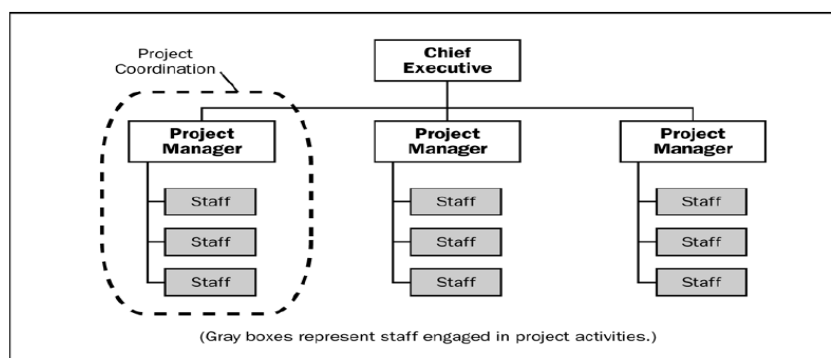 Project
Coordination
Chief
Executive
Project
Manager
Project
Manager
Project
Manager
Staff
Staff
Staff
Staff
Staff
Staff
Staff
Staff
Staff
(Gray boxes represent staff engaged in project activities.)